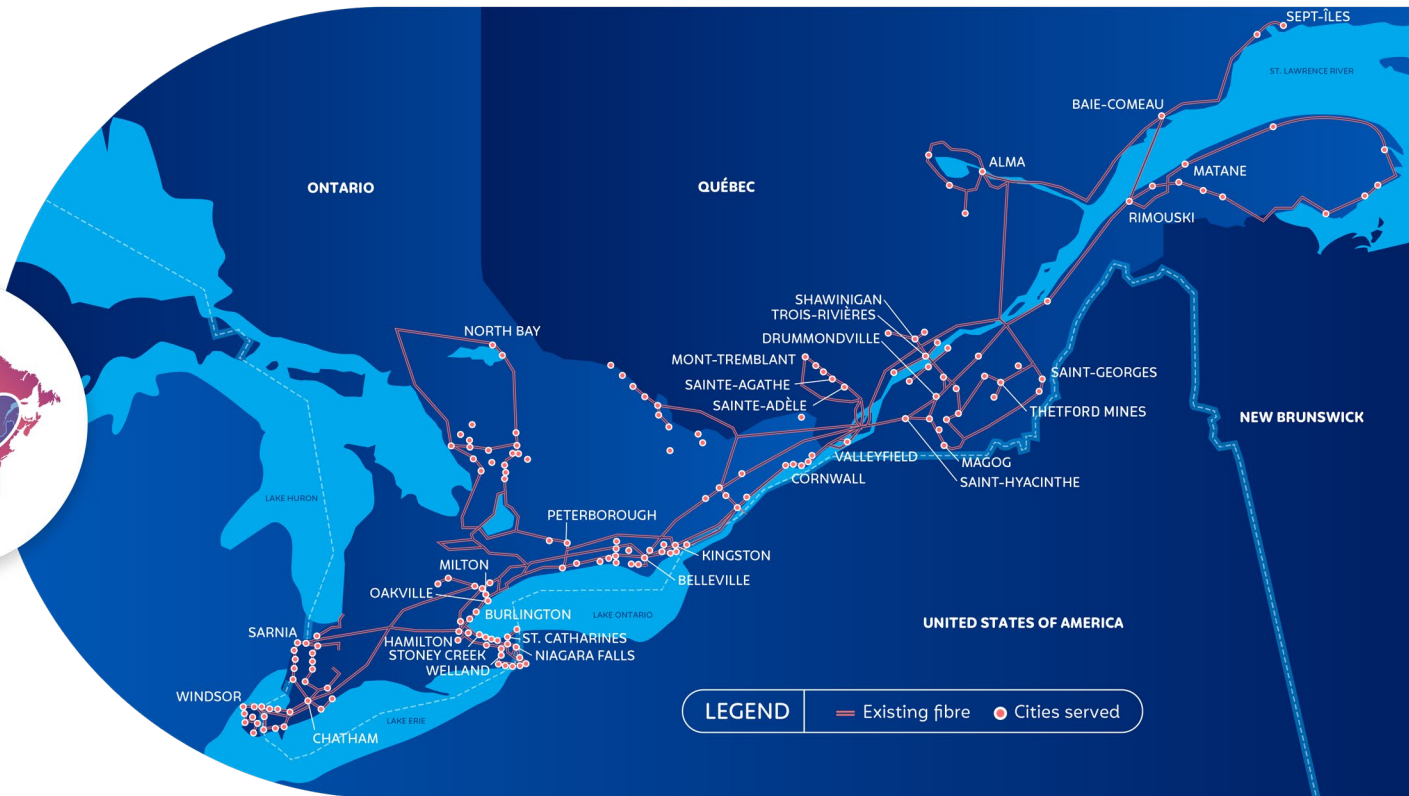 SEPT-ÎLES
ST. LAWRENCE RIVER
BAIE-COMEAU
ALMA
MATANE
ONTARIO
QUÉBEC
RIMOUSKI
SHAWINIGAN
TROIS-RIVIÈRES
DRUMMONDVILLE
NORTH BAY
MONT-TREMBLANT
SAINT-GEORGES
SAINTE-AGATHE
SAINTE-ADÈLE
THETFORD MINES
NEW BRUNSWICK
VALLEYFIELD
MAGOG
CORNWALL
SAINT-HYACINTHE
LAKE HURON
PETERBOROUGH
KINGSTON
MILTON
BELLEVILLE
OAKVILLE
BURLINGTON
LAKE ONTARIO
UNITED STATES OF AMERICA
SARNIA
HAMILTON
ST. CATHARINES
STONEY CREEK
NIAGARA FALLS
WELLAND
WINDSOR
LEGEND
Existing fibre
Cities served
LAKE ERIE
CHATHAM